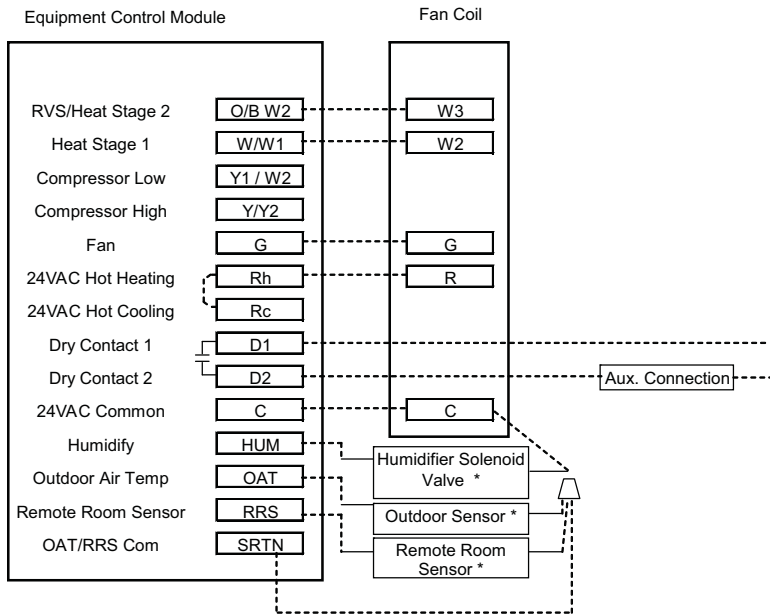 Equipment Control Module Fan Coil
RVS/Heat Stage 2 O/B W2 W3
Heat Stage 1 W/W1 W2
Compressor Low Y1 / W2
Compressor High Y/Y2
Fan G G
24VAC Hot Heating Rh R
24VAC Hot Cooling Rc
Dry Contact 1 D1
Dry Contact 2 D2 Aux. Connection
24VAC Common C C
Humidify HUM
Humidifier Solenoid
Valve *
Outdoor Air Temp OAT
Outdoor Sensor *
Remote Room Sensor RRS
Remote Room
Sensor *
OAT/RRS Com SRTN